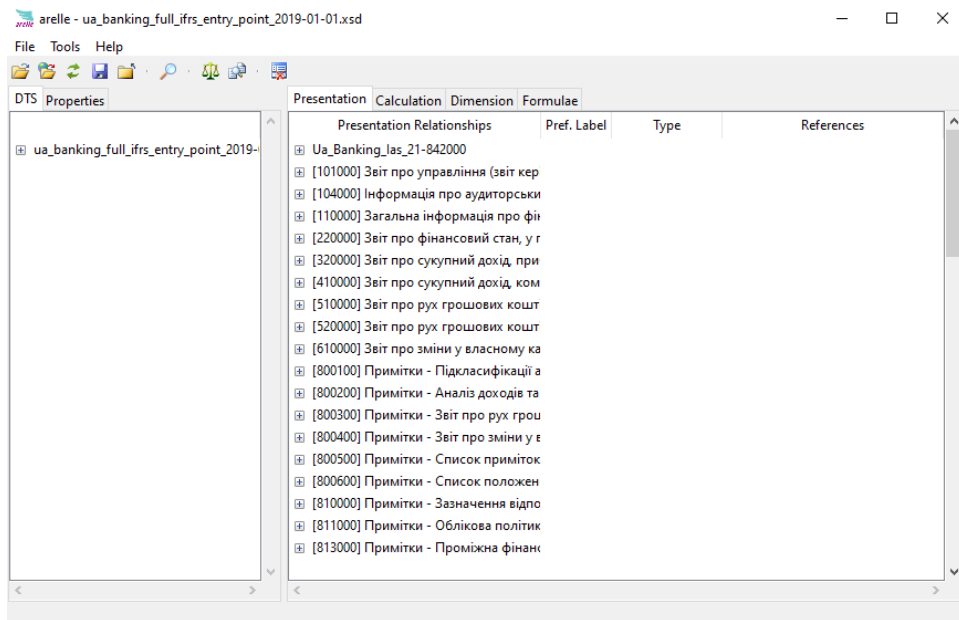 arelle - ua_banking_full_ifrs_entry_point_2019-01-01.xsd
File Tools Help
DTS Properties
Presentation Calculation Dimension Formulae
Presentation Relationships Pref. Label Type References
ua_banking_full_ifrs_entry_point_2019-
Ua_Banking_Ias_21-842000
[101000] Звіт про управління (звіт кер
[104000] Інформація про аудиторськи
[110000] Загальна інформація про фін
[220000] Звіт про фінансовий стан, у г
[320000] Звіт про сукупний дохід, при
[410000] Звіт про сукупний дохід, ком
[510000] Звіт про рух грошових кошт
[520000] Звіт про рух грошових кошт
[610000] Звіт про зміни у власному ка
[800100] Примітки - Підкласифікації а
[800200] Примітки - Аналіз доходів та
[800300] Примітки - Звіт про рух грош
[800400] Примітки - Звіт про зміни у в
[800500] Примітки - Список приміток
[800600] Примітки - Список положен
[810000] Примітки - Зазначення відпо
[811000] Примітки - Облікова політик
[813000] Примітки - Проміжна фінанс